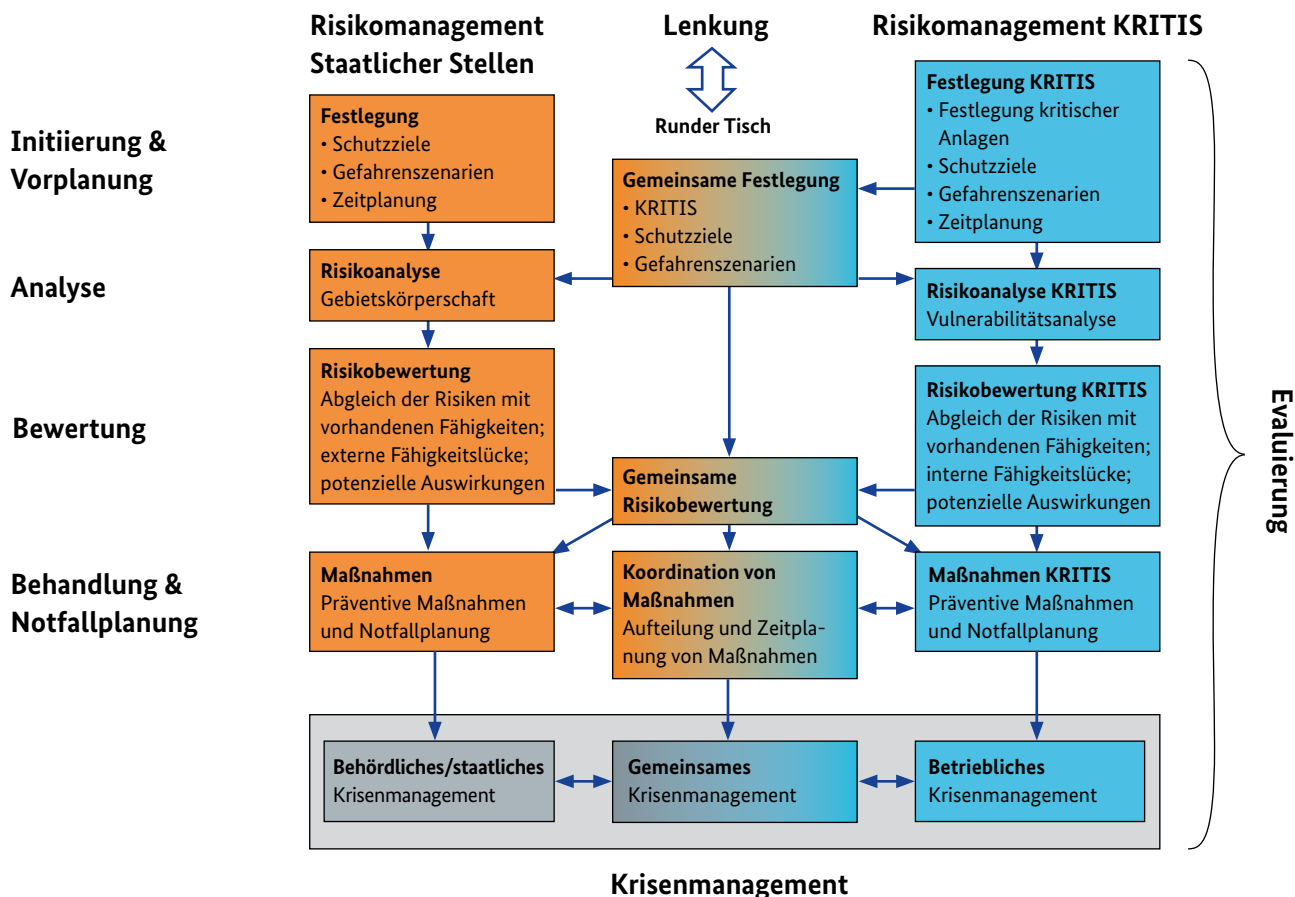 Risikomanagement
Staatlicher Stellen
Lenkung
Runder Tisch
Risikomanagement KRITIS
Initiierung &
Vorplanung
Festlegung
• Schutzziele
• Gefahrenszenarien
• Zeitplanung
Gemeinsame Festlegung
• KRITIS
• Schutzziele
• Gefahrenszenarien
Festlegung KRITIS
• Festlegung kritischer
Anlagen
• Schutzziele
• Gefahrenszenarien
• Zeitplanung
Analyse
Risikoanalyse
Gebietskörperschaft
Risikoanalyse KRITIS
Vulnerabilitätsanalyse
Bewertung
Risikobewertung
Abgleich der Risiken mit
vorhandenen Fähigkeiten;
externe Fähigkeitslücke;
potenzielle Auswirkungen
Gemeinsame
Risikobewertung
Risikobewertung KRITIS
Abgleich der Risiken mit
vorhandenen Fähigkeiten;
interne Fähigkeitslücke;
potenzielle Auswirkungen
Behandlung &
Notfallplanung
Maßnahmen
Präventive Maßnahmen
und Notfallplanung
Koordination von
Maßnahmen
Aufteilung und Zeitpla-
nung von Maßnahmen
Maßnahmen KRITIS
Präventive Maßnahmen
und Notfallplanung
Behördliches/staatliches
Krisenmanagement
Gemeinsames
Krisenmanagement
Betriebliches
Krisenmanagement
Krisenmanagement
Evaluierung